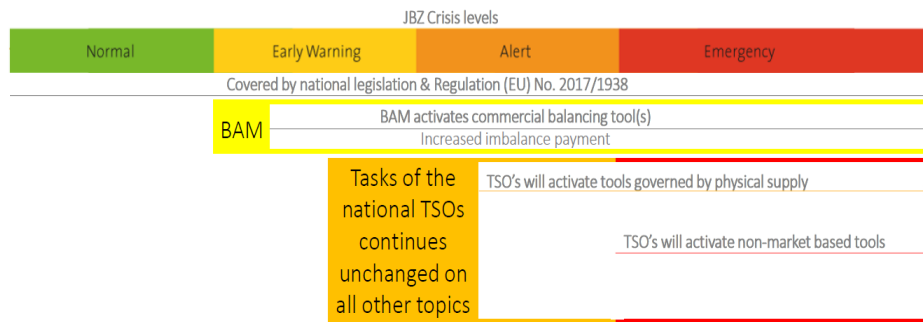 JBZ Crisis levels
Normal
Early Warning
Alert
Emergency
Covered by national legislation & Regulation (EU) No. 2017/1938
BAM
BAM activates commercial balancing tool(s)
Increased imbalance payment
Tasks of the
national TSOs
continues
unchanged on
all other topics
TSO's will activate tools governed by physical supply
TSO's will activate non-market based tools